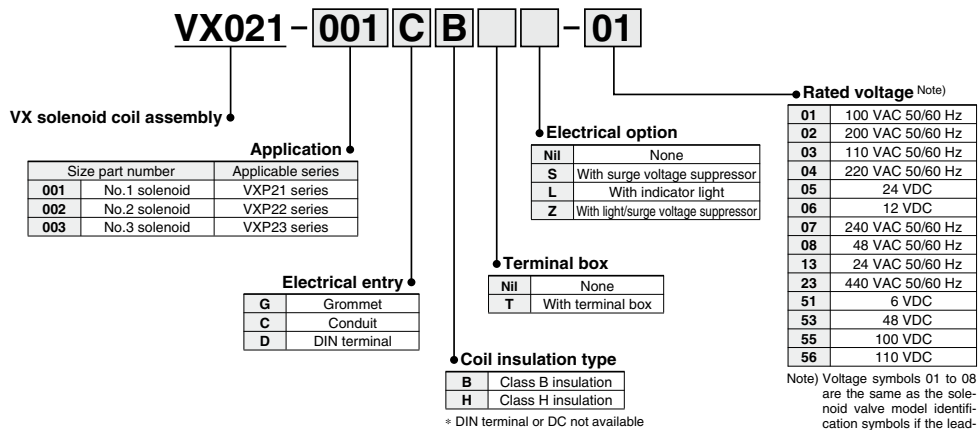 VX021-001 C B - 01
VX solenoid coil assembly
Application
Size part number Applicable series
001 No.1 solenoid VXP21 series
002 No.2 solenoid VXP22 series
003 No.3 solenoid VXP23 series
Electrical entry
G Grommet
C Conduit
D DIN terminal
Coil insulation type
B Class B insulation
H Class H insulation
∗ DIN terminal or DC not available
Terminal box
Nil None
T With terminal box
Electrical option
Nil None
S With surge voltage suppressor
L With indicator light
Z With light/surge voltage suppressor
Rated voltage Note)
01 100 VAC 50/60 Hz
02 200 VAC 50/60 Hz
03 110 VAC 50/60 Hz
04 220 VAC 50/60 Hz
05 24 VDC
06 12 VDC
07 240 VAC 50/60 Hz
08 48 VAC 50/60 Hz
13 24 VAC 50/60 Hz
23 440 VAC 50/60 Hz
51 6 VDC
53 48 VDC
55 100 VDC
56 110 VDC
Note) Voltage symbols 01 to 08
are the same as the sole-
noid valve model identifi-
cation symbols if the lead-